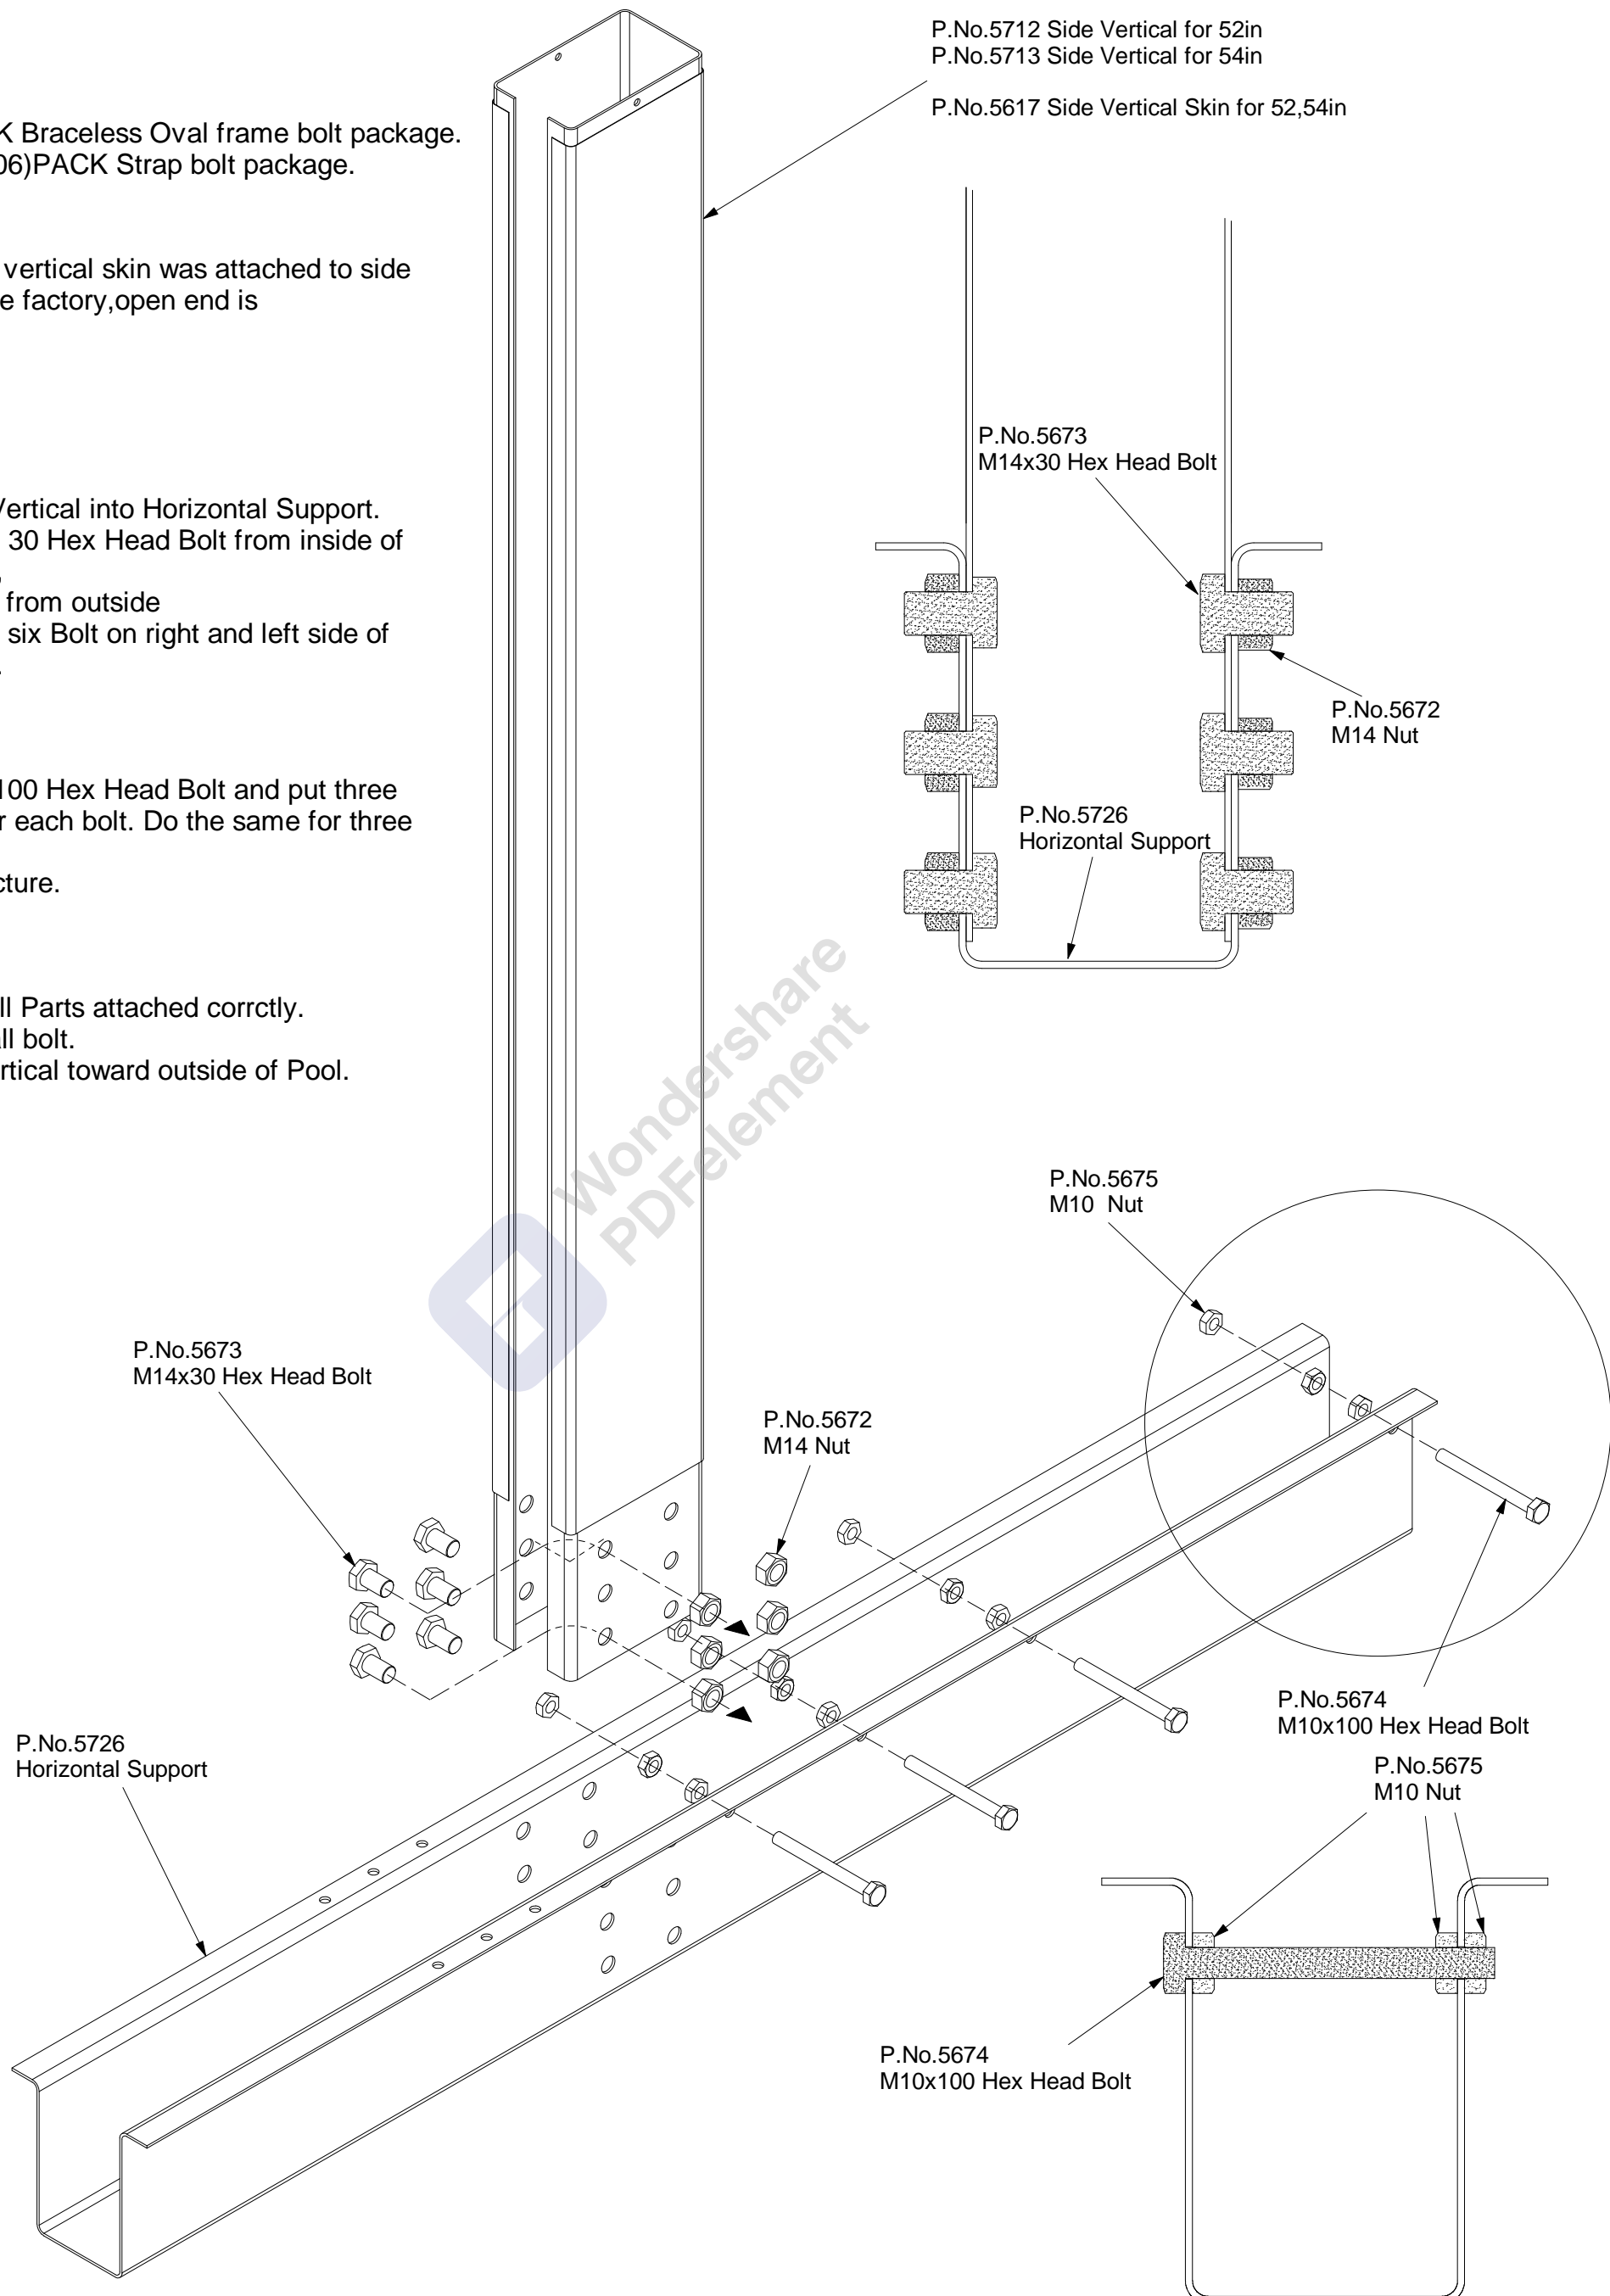 P.No.5712 Side Vertical for 52in
P.No.5713 Side Vertical for 54in
P.No.5617 Side Vertical Skin for 52,54in
K Braceless Oval frame bolt package.
06)PACK Strap bolt package.
vertical skin was attached to side
e factory,open end is
Vertical into Horizontal Support.
30 Hex Head Bolt from inside of
from outside
six Bolt on right and left side of
.
100 Hex Head Bolt and put three
r each bolt. Do the same for three
cture.
ll Parts attached corrctly.
all bolt.
rtical toward outside of Pool.
P.No.5673
M14x30 Hex Head Bolt
P.No.5672
M14 Nut
P.No.5726
Horizontal Support
Wondershare
PDFelement
P.No.5675
M10 Nut
P.No.5673
M14x30 Hex Head Bolt
P.No.5672
M14 Nut
P.No.5674
M10x100 Hex Head Bolt
P.No.5726
Horizontal Support
P.No.5675
M10 Nut
P.No.5674
M10x100 Hex Head Bolt